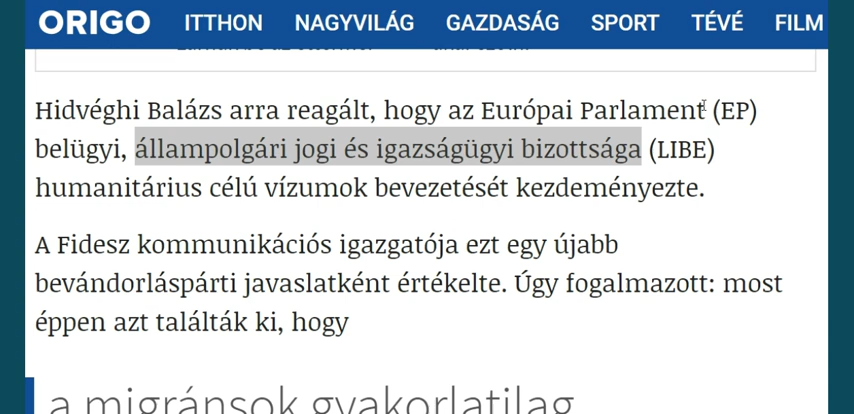 ORIGO ITTHON NAGYVILÁG GAZDASÁG SPORT TÉVÉ FILM
Hidvéghi Balázs arra reagált, hogy az Európai Parlament (EP)
belügyi, állampolgári jogi és igazságügyi bizottsága (LIBE)
humanitárius célú vízumok bevezetését kezdeményezte.
A Fidesz kommunikációs igazgatója ezt egy újabb
bevándorláspárti javaslatként értékelte. Úgy fogalmazott: most
éppen azt találták ki, hogy
a migránsok gyakorlatilag